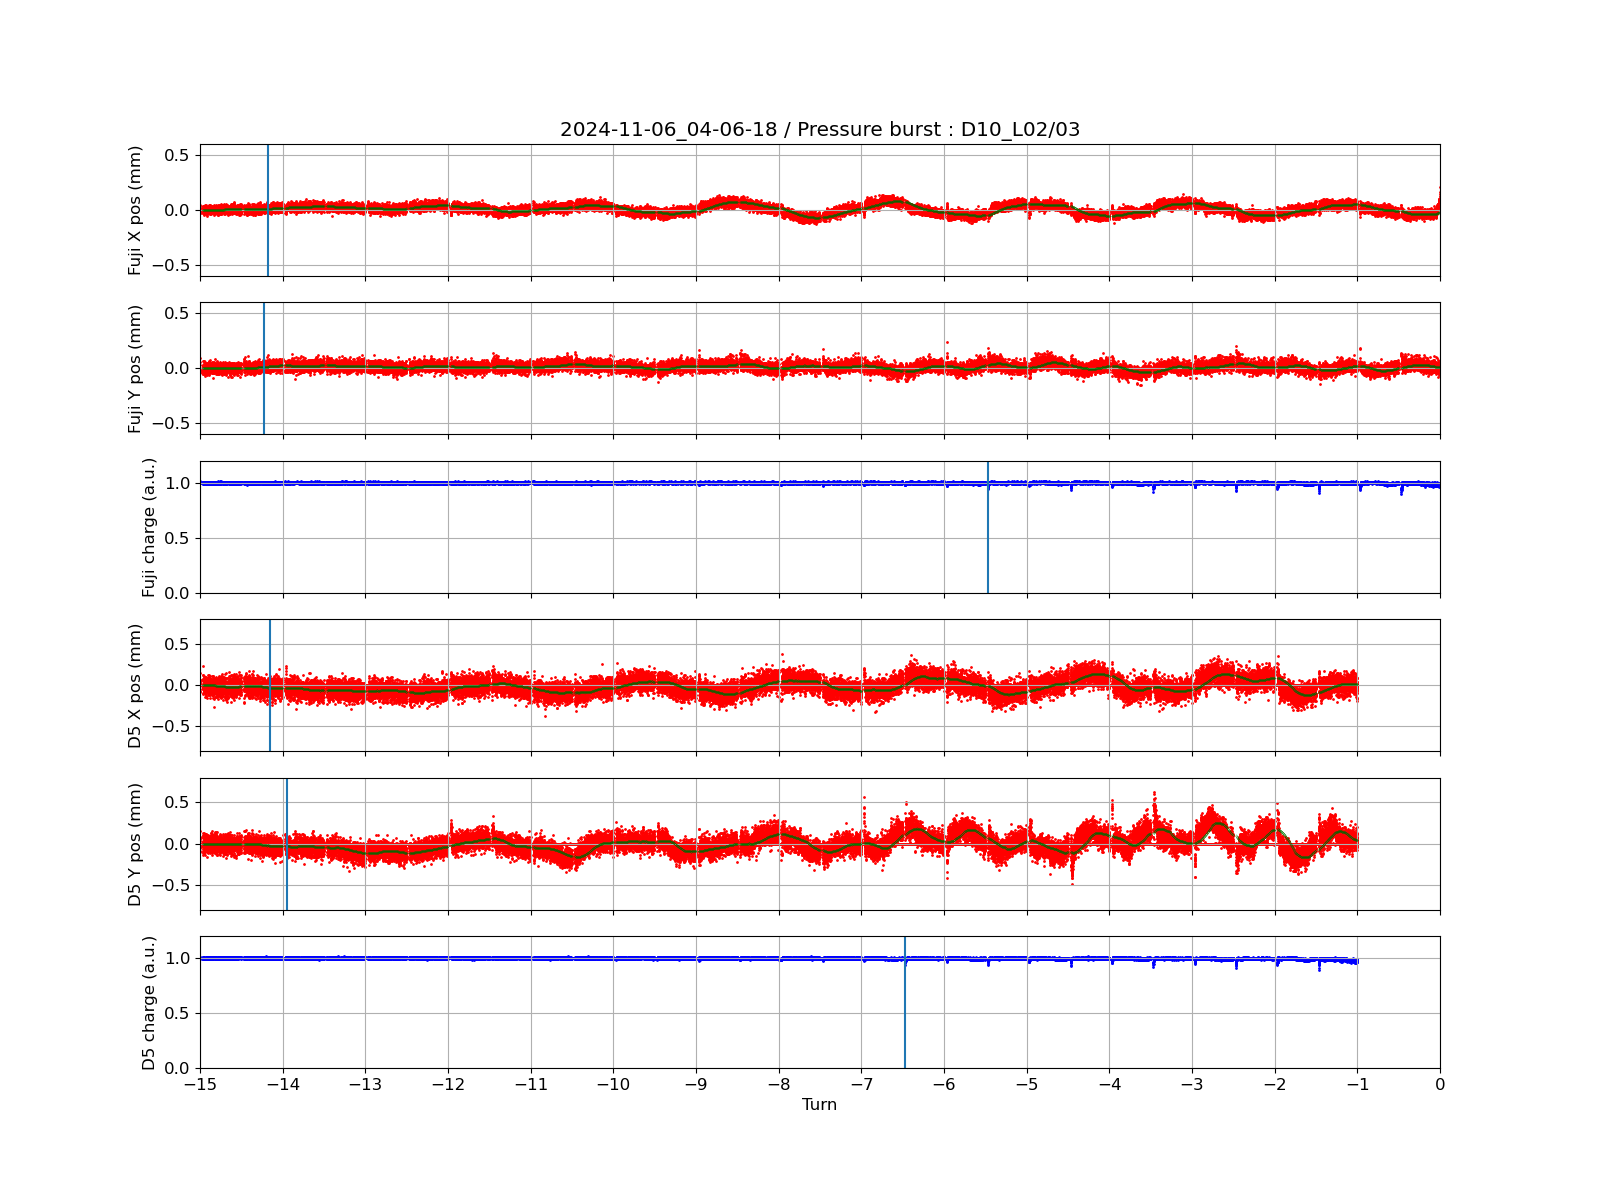 2024-11-06_04-06-18 / Pressure burst : D10_L02/03
Fuji X pos (mm)
0.5
0.0
−0.5
Fuji Y pos (mm)
0.5
0.0
−0.5
Fuji charge (a.u.)
1.0
0.5
0.0
D5 X pos (mm)
0.5
0.0
−0.5
D5 Y pos (mm)
0.5
0.0
−0.5
D5 charge (a.u.)
1.0
0.5
0.0
−15 −14 −13 −12 −11 −10 −9 −8 −7 −6 −5 −4 −3 −2 −1 0
Turn